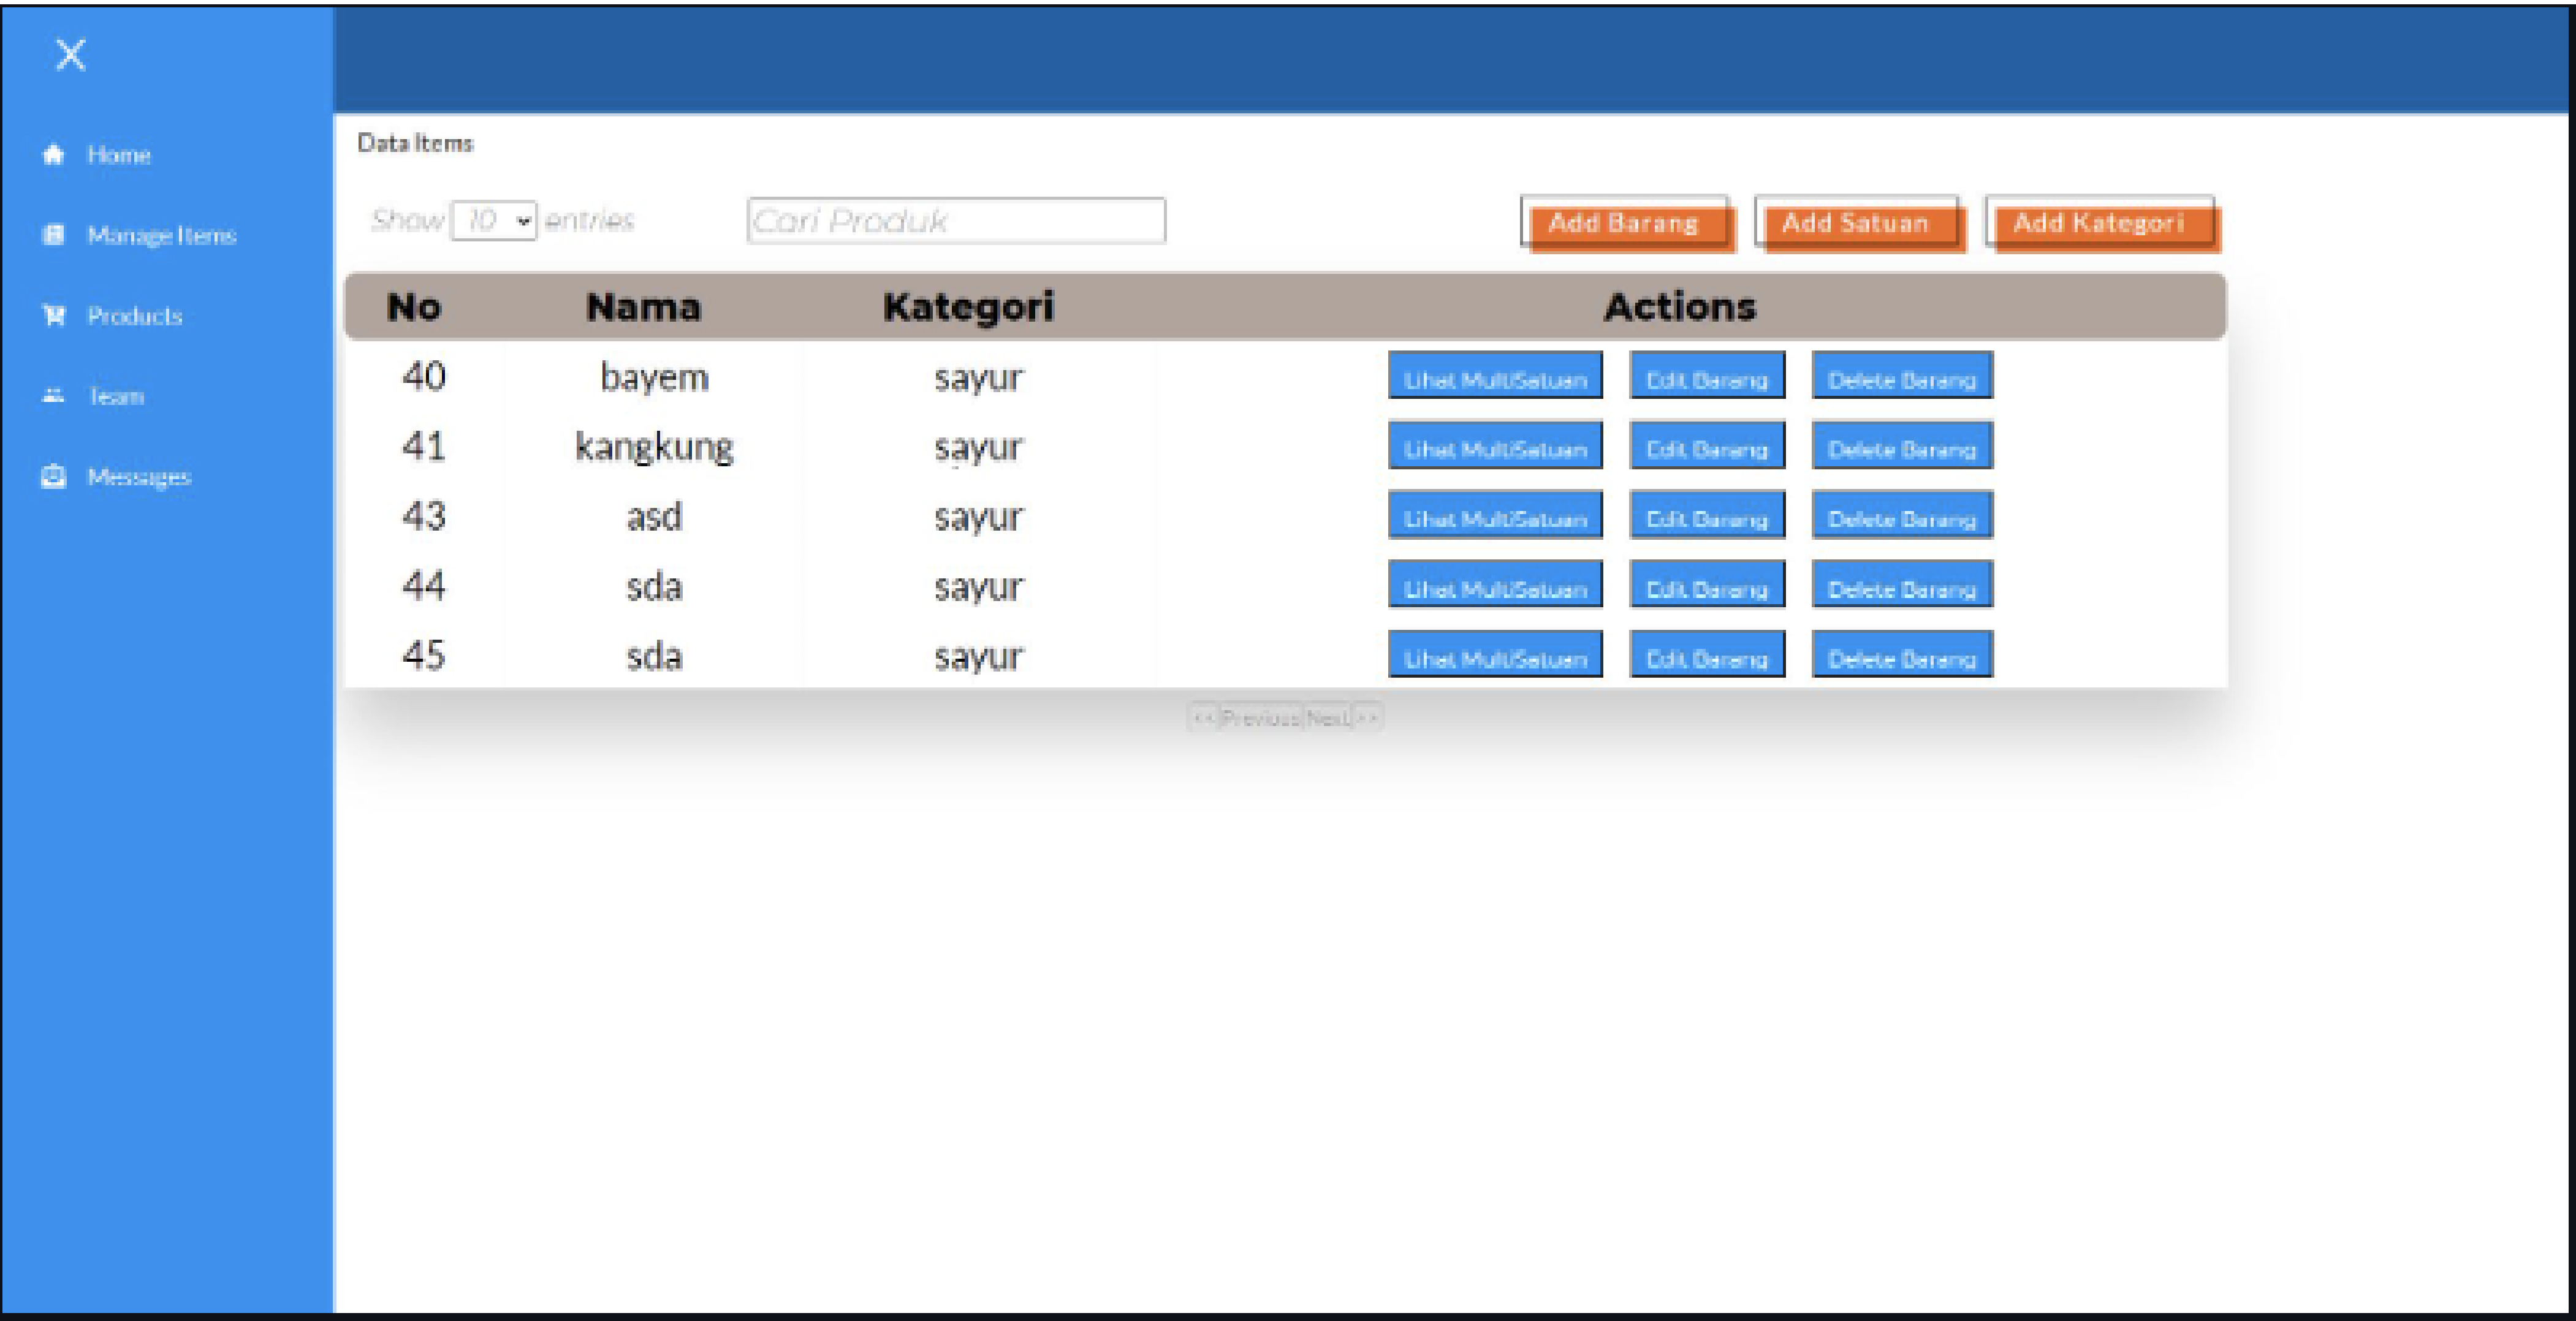 Home
Manage Items
Products
Team
Messages
Data Items
Show 10 entries
Cari Produk
Add Barang Add Satuan Add Kategori
No Nama Kategori Actions
40 bayem sayur Lihat MultiSatuan Edit Barang Delete Barang
41 kangkung sayur Lihat MultiSatuan Edit Barang Delete Barang
43 asd sayur Lihat MultiSatuan Edit Barang Delete Barang
44 sda sayur Lihat MultiSatuan Edit Barang Delete Barang
45 sda sayur Lihat MultiSatuan Edit Barang Delete Barang
<< Previous Next >>